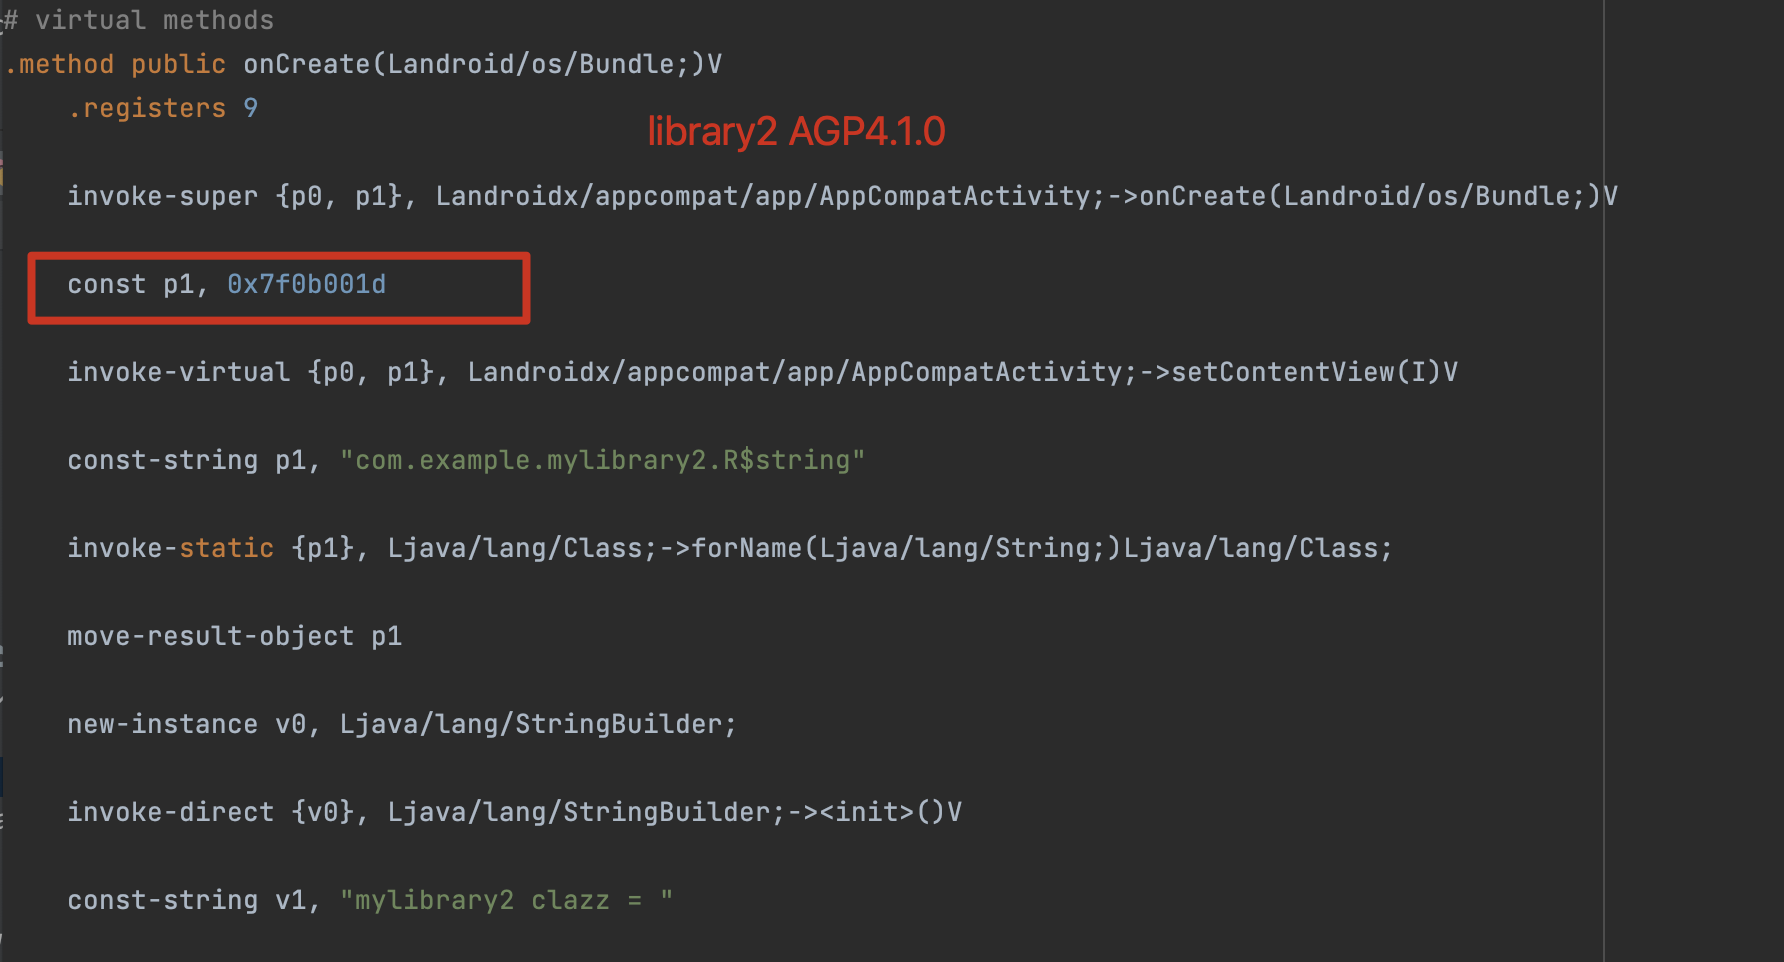 # virtual methods
.method public onCreate(Landroid/os/Bundle;)V
.registers 9
library2 AGP4.1.0
invoke-super {p0, p1}, Landroidx/appcompat/app/AppCompatActivity;->onCreate(Landroid/os/Bundle;)V
const p1, 0x7f0b001d
invoke-virtual {p0, p1}, Landroidx/appcompat/app/AppCompatActivity;->setContentView(I)V
const-string p1, "com.example.mylibrary2.R$string"
invoke-static {p1}, Ljava/lang/Class;->forName(Ljava/lang/String;)Ljava/lang/Class;
move-result-object p1
new-instance v0, Ljava/lang/StringBuilder;
invoke-direct {v0}, Ljava/lang/StringBuilder;-><init>()V
const-string v1, "mylibrary2 clazz = "